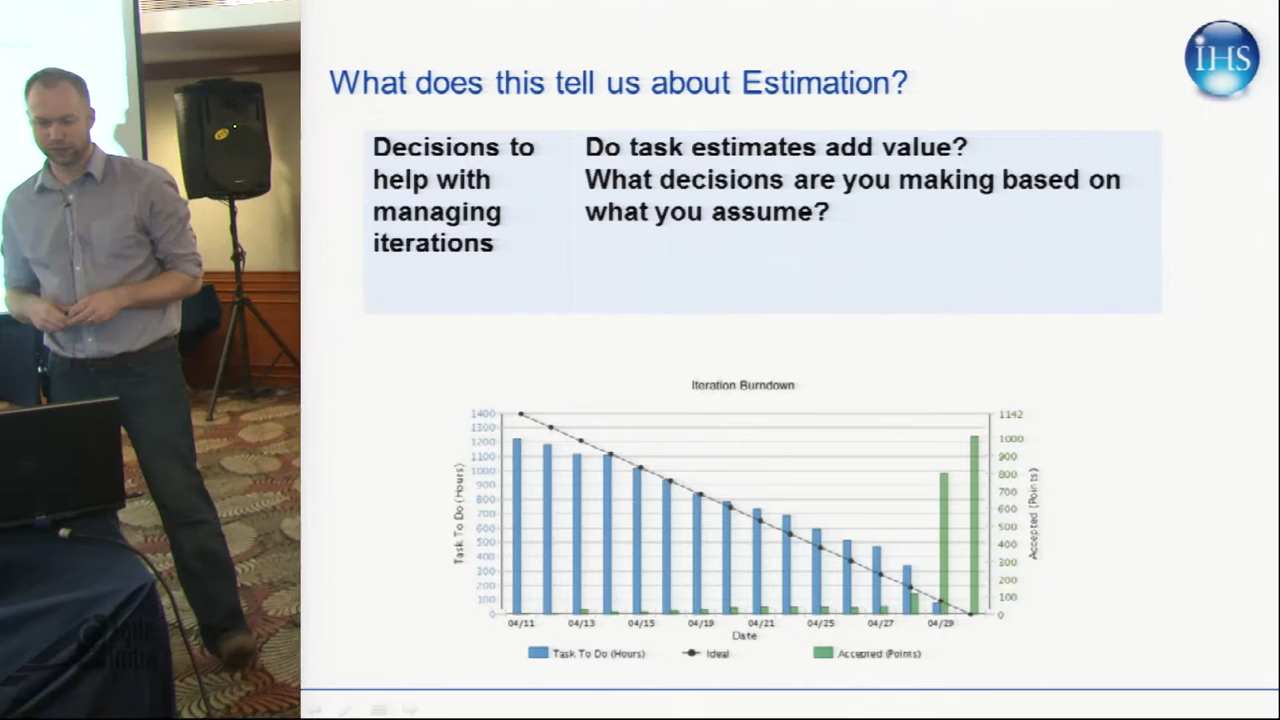 IHS
What does this tell us about Estimation?
Decisions to
help with
managing
iterations
Do task estimates add value?
What decisions are you making based on
what you assume?
Iteration Burndown
Task To Do (Hours)
1400
1300
1200
1100
1000
900
800
700
600
500
400
300
200
100
0
1142
1000
900
800
700
600
500
400
300
200
100
0
Accepted (Points)
04/11 04/13 04/15 04/19 04/21 04/25 04/27 04/29
Date
Task To Do (Hours) Ideal Accepted (Points)